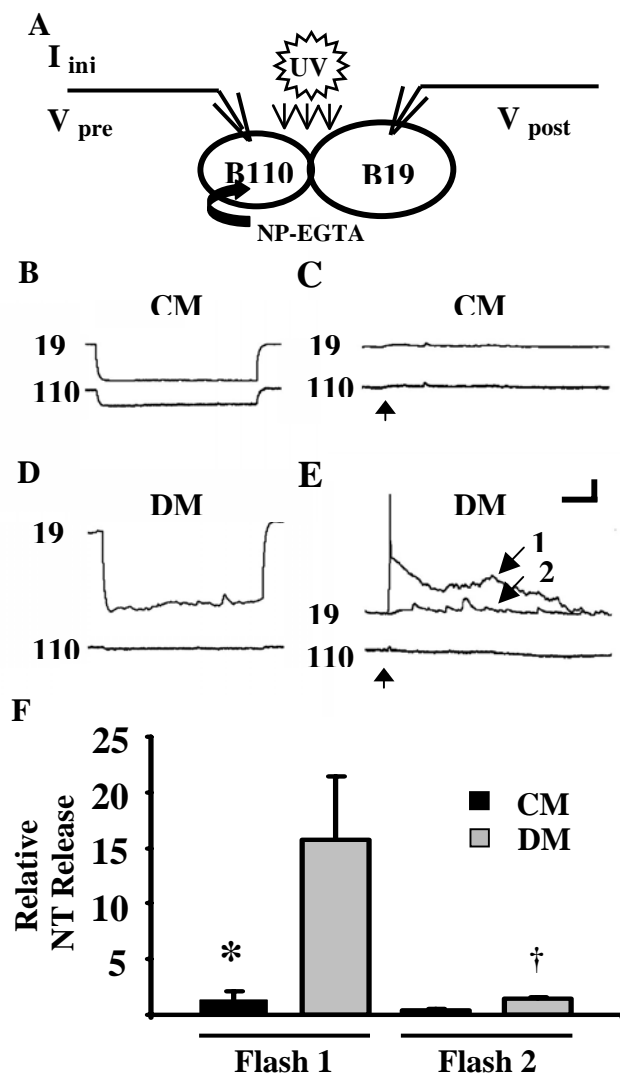 A
I inj
UV
V pre
V post
B110
B19
NP-EGTA
B
C
CM
CM
19
19
110
110
D
E
DM
DM
1
2
19
19
110
110
F
25
20
15
10
5
Relative
NT Release
CM
DM
*
†
Flash 1
Flash 2